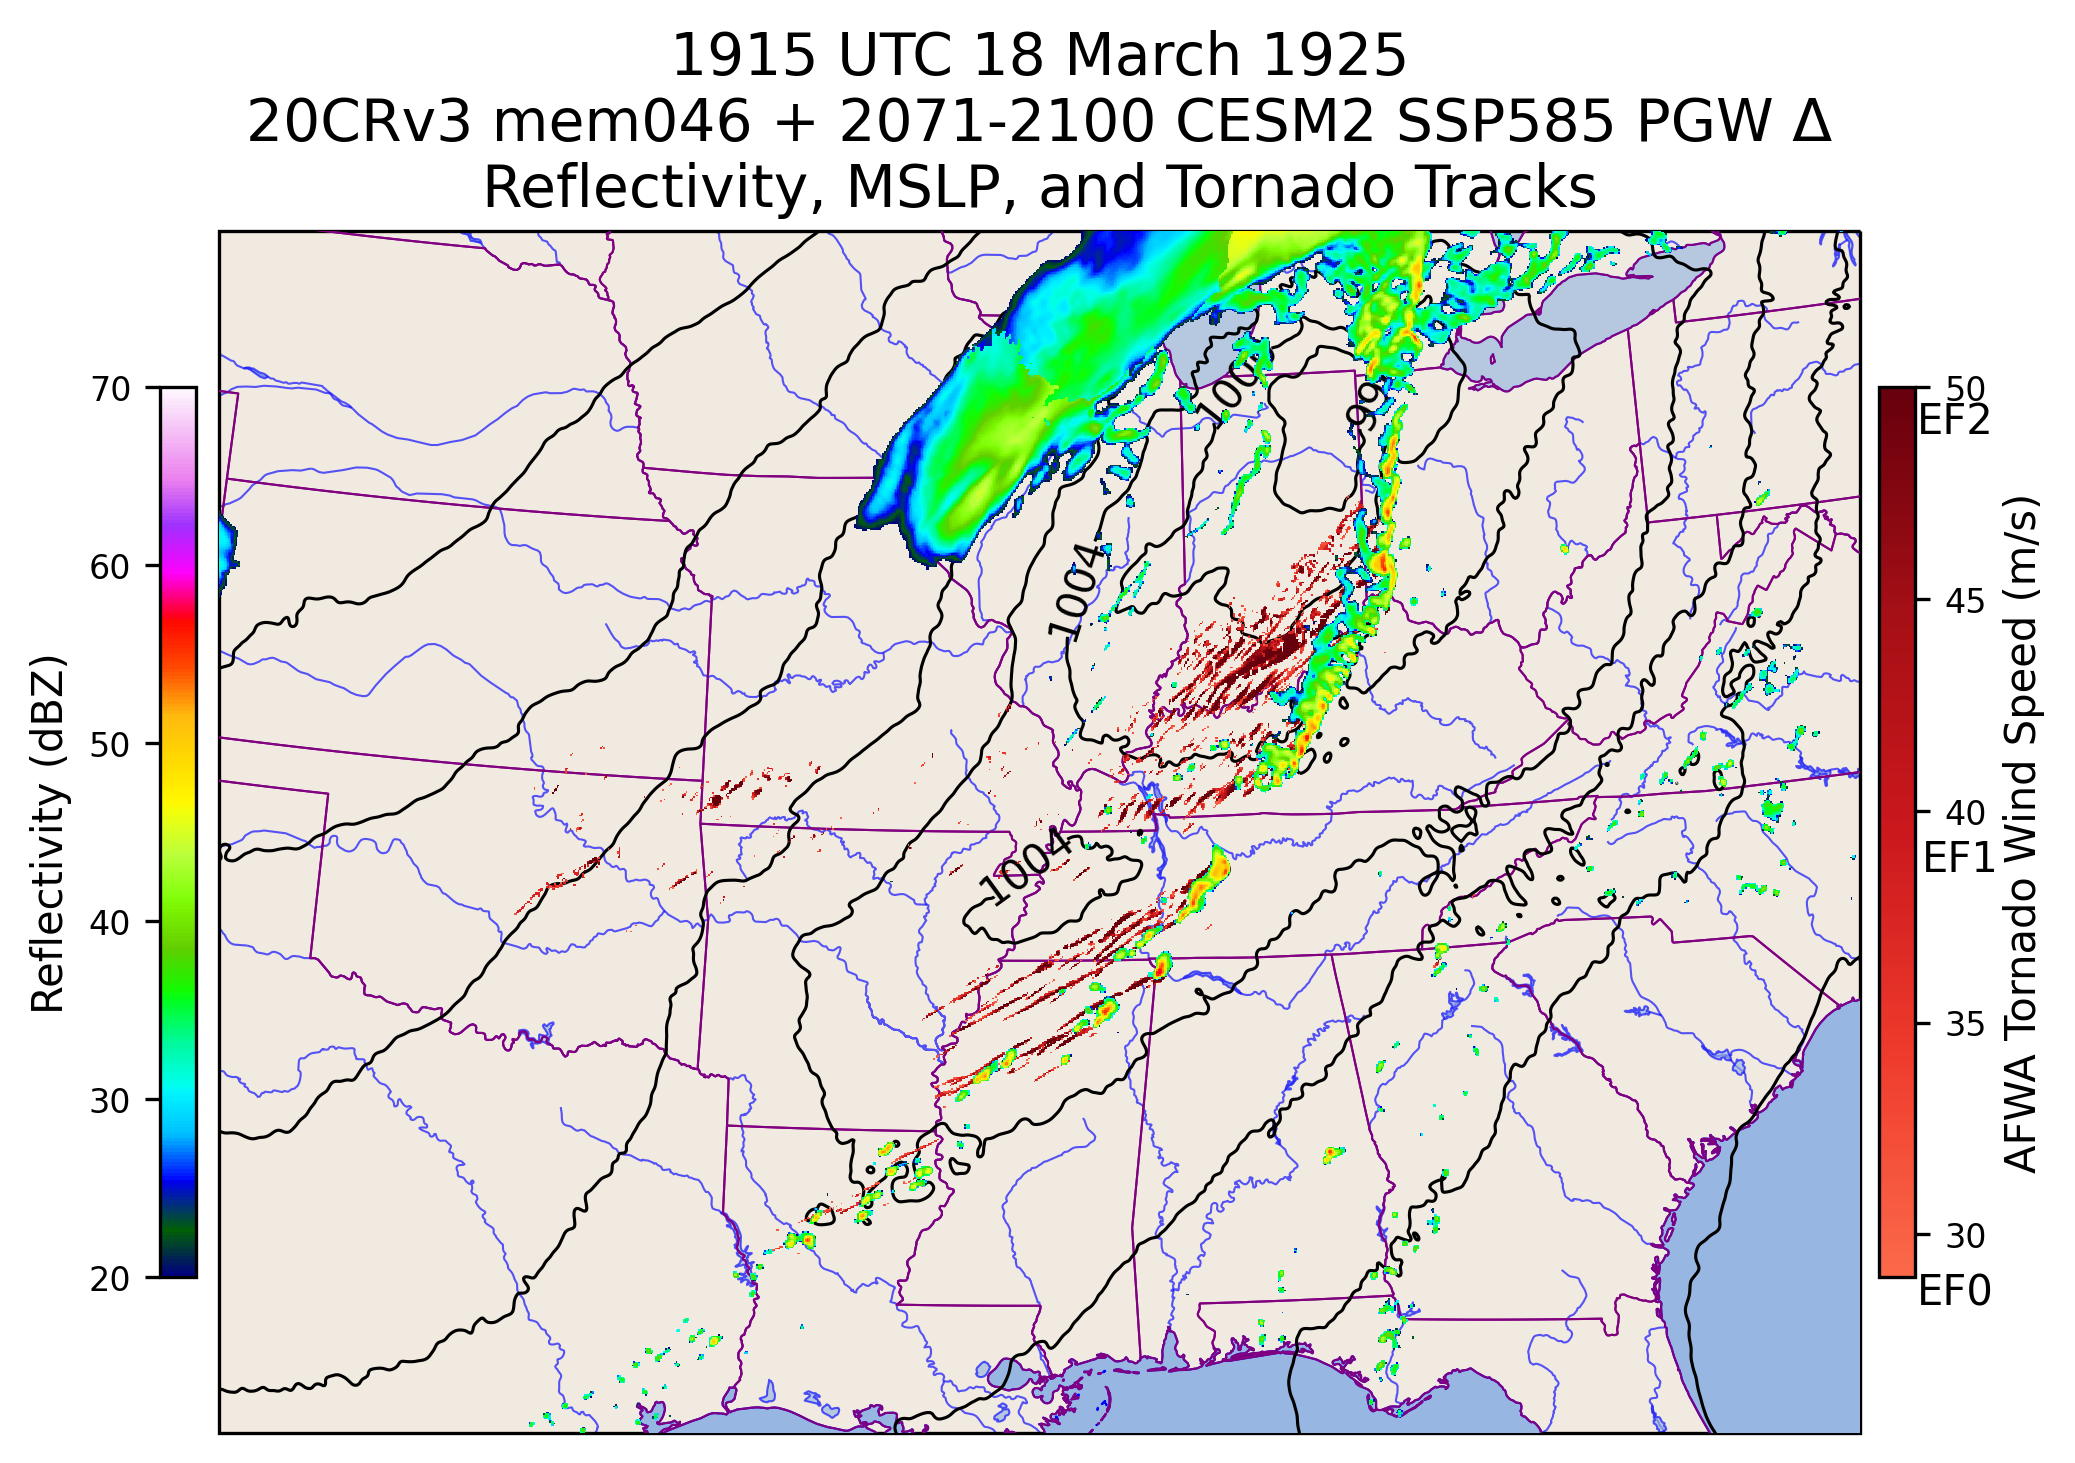 1915 UTC 18 March 1925
20CRv3 mem046 + 2071-2100 CESM2 SSP585 PGW Δ
Reflectivity, MSLP, and Tornado Tracks
70
60
50
40
30
20
Reflectivity (dBZ)
100
99
1004
1004
50
EF2
45
40
EF1
35
30
EF0
AFWA Tornado Wind Speed (m/s)